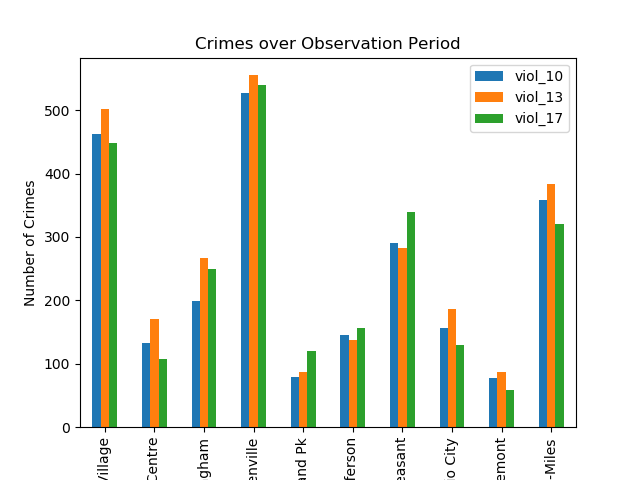 Crimes over Observation Period
viol_10
viol_13
viol_17
Number of Crimes
500
400
300
200
100
0
Village
Centre
gham
enville
and Pk
ferson
easant
o City
emont
-Miles